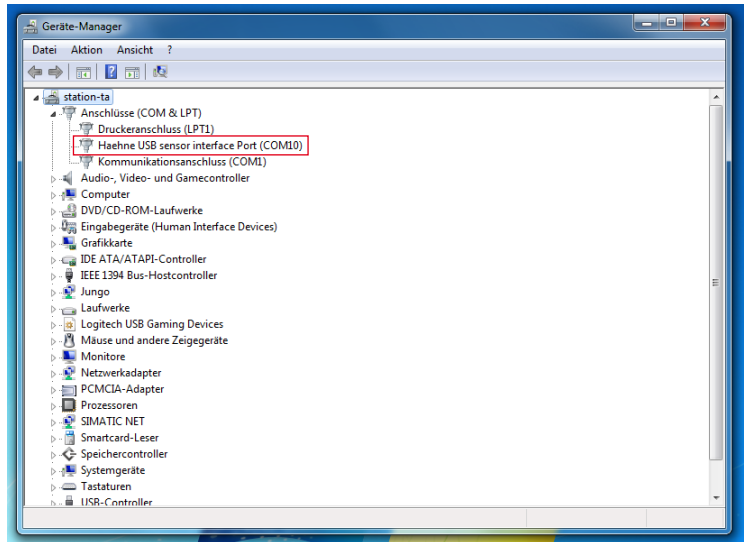 Geräte-Manager
Datei Aktion Ansicht ?
station-ta
Anschlüsse (COM & LPT)
Druckeranschluss (LPT1)
Haehne USB sensor interface Port (COM10)
Kommunikationsanschluss (COM1)
Audio-, Video- und Gamecontroller
Computer
DVD/CD-ROM-Laufwerke
Eingabegeräte (Human Interface Devices)
Grafikkarte
IDE ATA/ATAPI-Controller
IEEE 1394 Bus-Hostcontroller
Jungo
Laufwerke
Logitech USB Gaming Devices
Mäuse und andere Zeigegeräte
Monitore
Netzwerkadapter
PCMCIA-Adapter
Prozessoren
SIMATIC NET
Smartcard-Leser
Speichercontroller
Systemgeräte
Tastaturen
USB-Controller